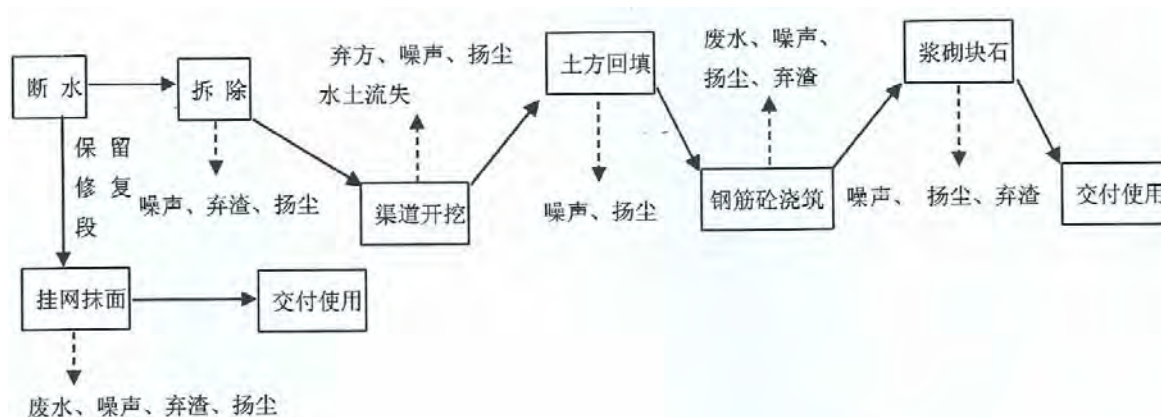 断 水
拆 除
弃方、噪声、扬尘
水土流失
土方回填
废水、噪声、
扬尘、弃渣
浆砌块石
保 留
修 复
段
噪声、弃渣、扬尘
渠道开挖
噪声、扬尘
钢筋砼浇筑
噪声、 扬尘、弃渣
交付使用
挂网抹面
交付使用
废水、噪声、弃渣、扬尘